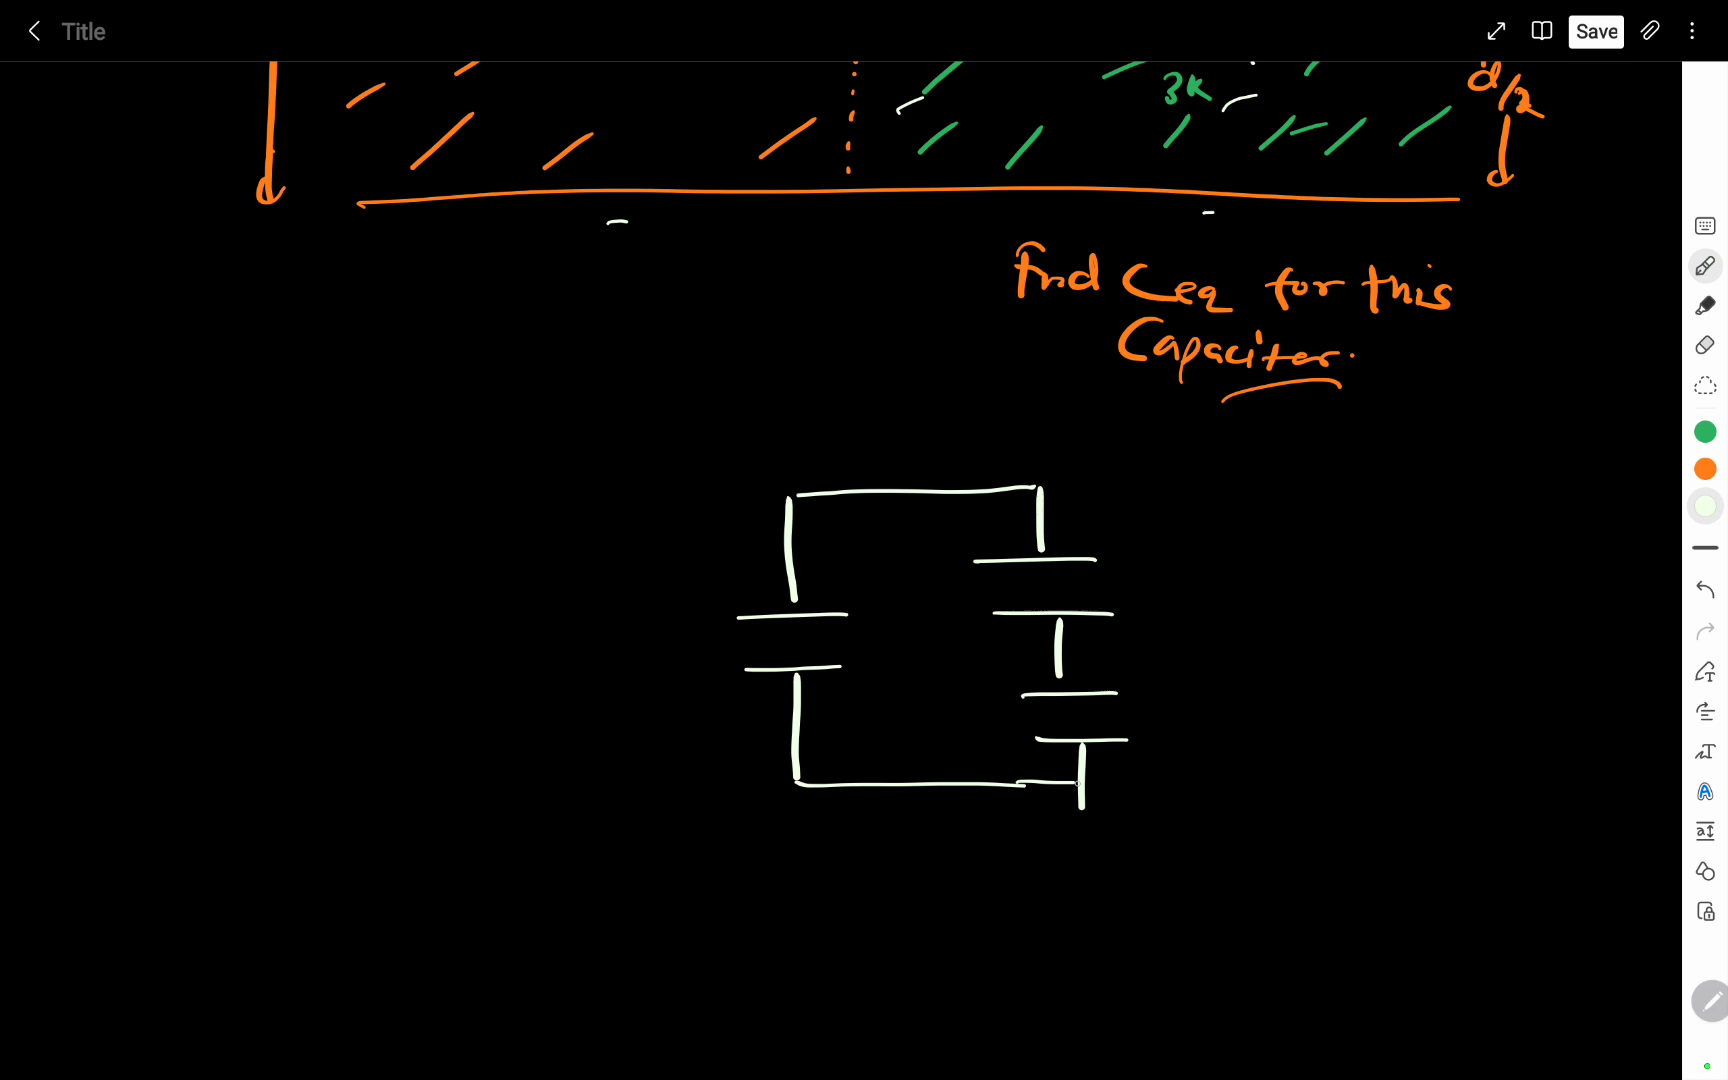 Title
Save
3K
d/2
Find Ceq for this
Capacitor.